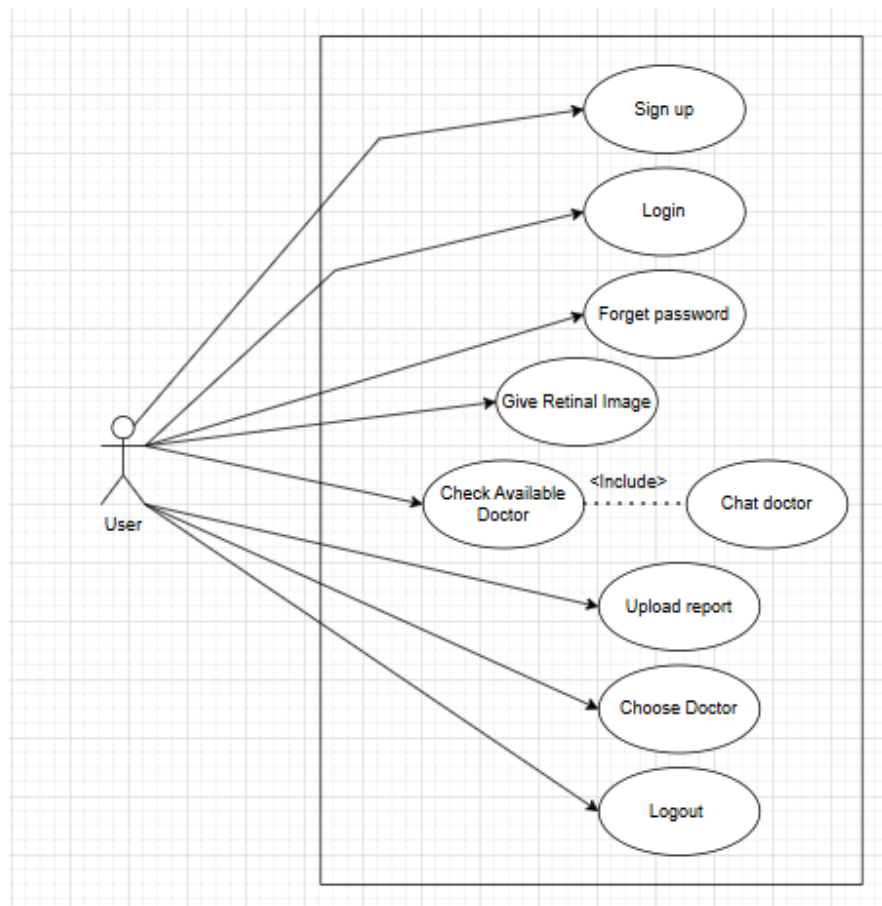 Sign up
Login
Forget password
Give Retinal Image
<Include>
Check Available
Doctor
Chat doctor
User
Upload report
Choose Doctor
Logout